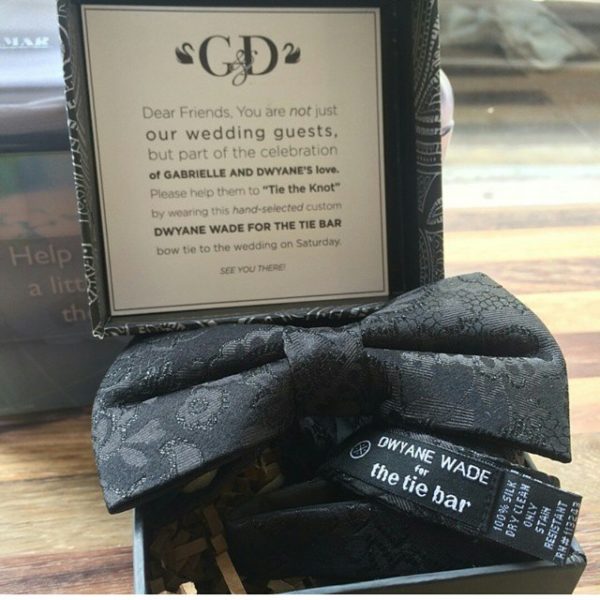 G&D
Dear Friends, You are not just
our wedding guests,
but part of the celebration
of GABRIELLE AND DWYANE'S love.
Please help them to "Tie the Knot"
by wearing this hand-selected custom
DWYANE WADE FOR THE TIE BAR
bow tie to the wedding on Saturday.
SEE YOU THERE!
Help
a
DWYANE WADE
for
the tie bar
100% SILK
DRY CLEAN
ONLY
STAIN
RESISTANT